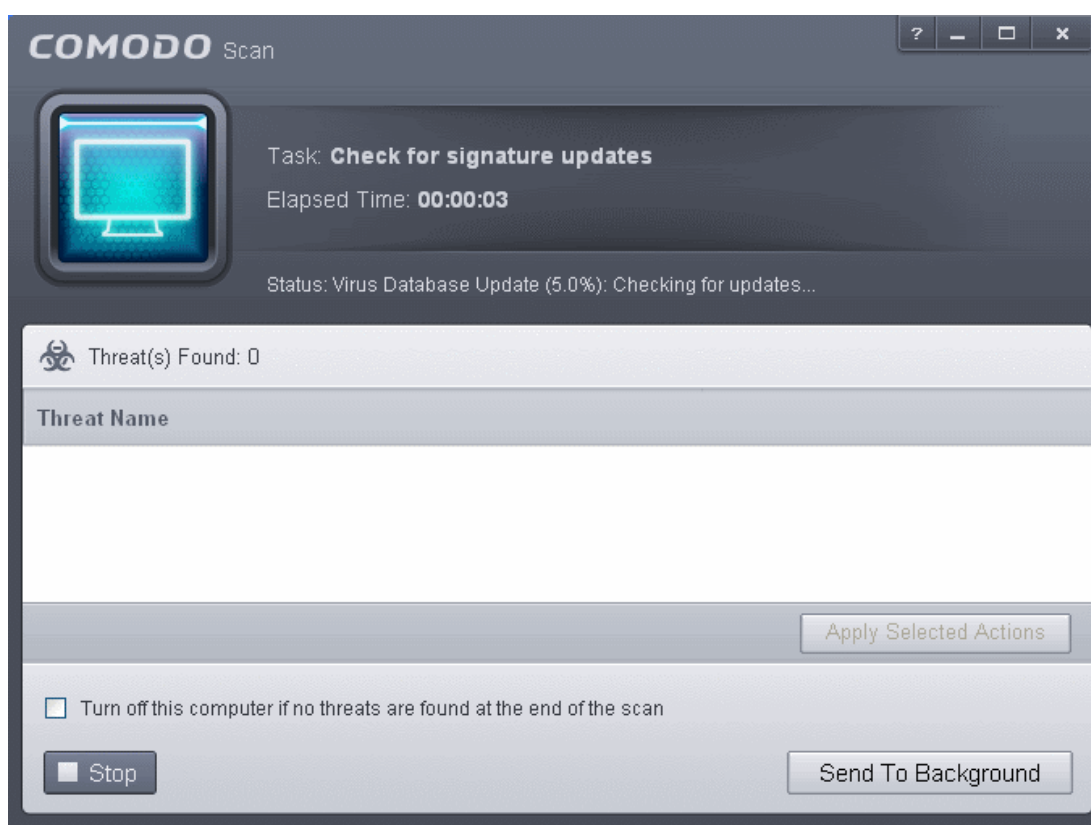 COMODO Scan
?
Task: Check for signature updates
Elapsed Time: 00:00:03
Status: Virus Database Update (5.0%): Checking for updates...
Threat(s) Found: 0
Threat Name
Apply Selected Actions
Turn off this computer if no threats are found at the end of the scan
Stop
Send To Background